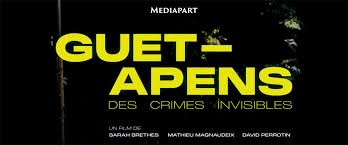 MEDIAPART
GUET—
APENS
DES CRIMES INVISIBLES
UN FILM DE
SARAH BRETHES MATHIEU MAGNAUDEIX DAVID PERROTIN